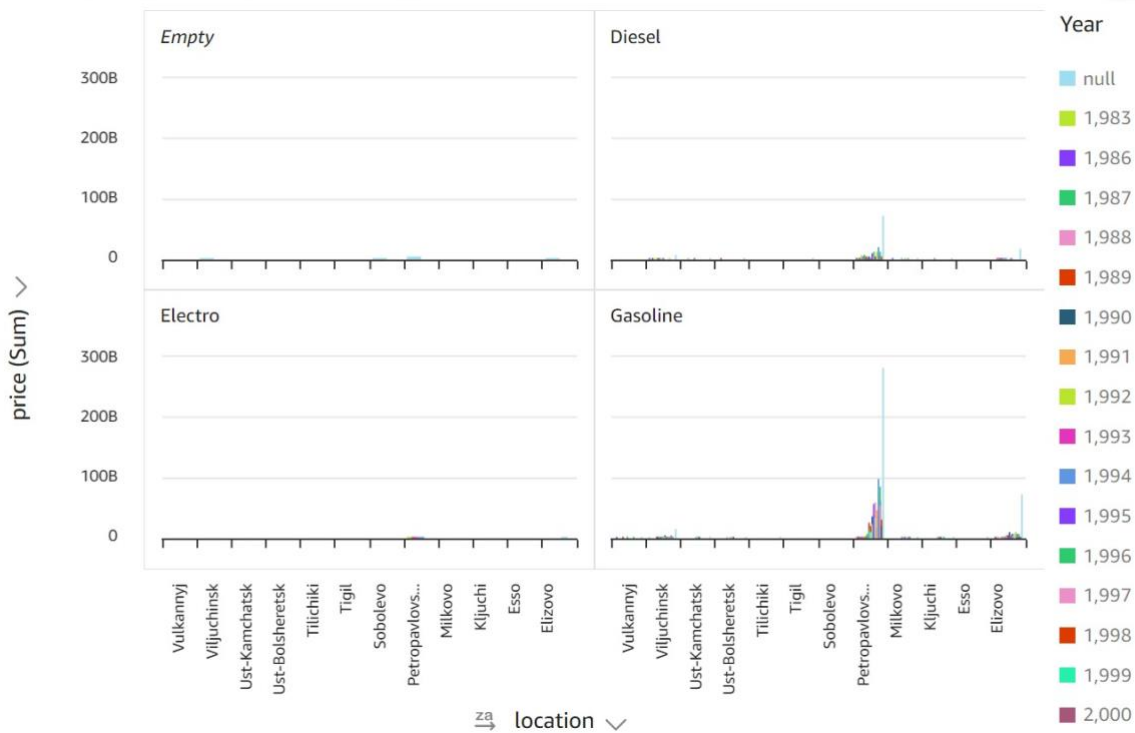 Empty
Diesel
300B
200B
100B
0
Electro
Gasoline
300B
200B
100B
0
price (Sum)
Vulkannyj
Viljuchinsk
Ust-Kamchatsk
Ust-Bolsheretsk
Tilichiki
Tigil
Sobolevo
Petropavlovs...
Milkovo
Kljuchi
Esso
Elizovo
Vulkannyj
Viljuchinsk
Ust-Kamchatsk
Ust-Bolsheretsk
Tilichiki
Tigil
Sobolevo
Petropavlovs...
Milkovo
Kljuchi
Esso
Elizovo
za location
Year
null
1,983
1,986
1,987
1,988
1,989
1,990
1,991
1,992
1,993
1,994
1,995
1,996
1,997
1,998
1,999
2,000